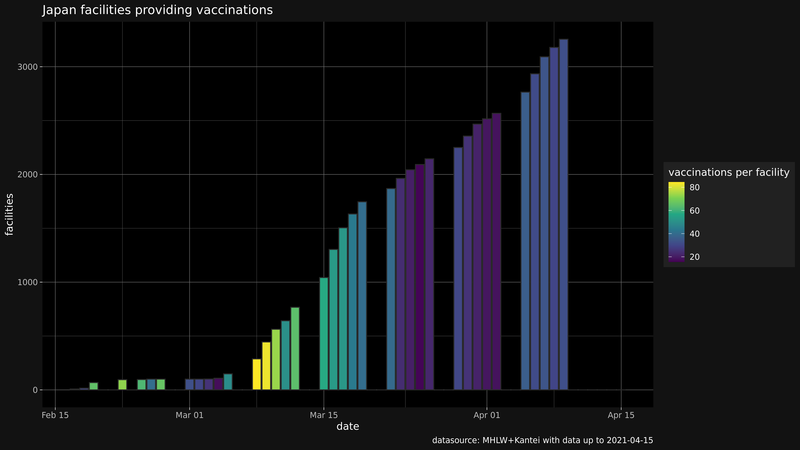 Japan facilities providing vaccinations
facilities
3000
2000
1000
0
Feb 15
Mar 01
Mar 15
Apr 01
Apr 15
date
vaccinations per facility
80
60
40
20
datasource: MHLW+Kantei with data up to 2021-04-15